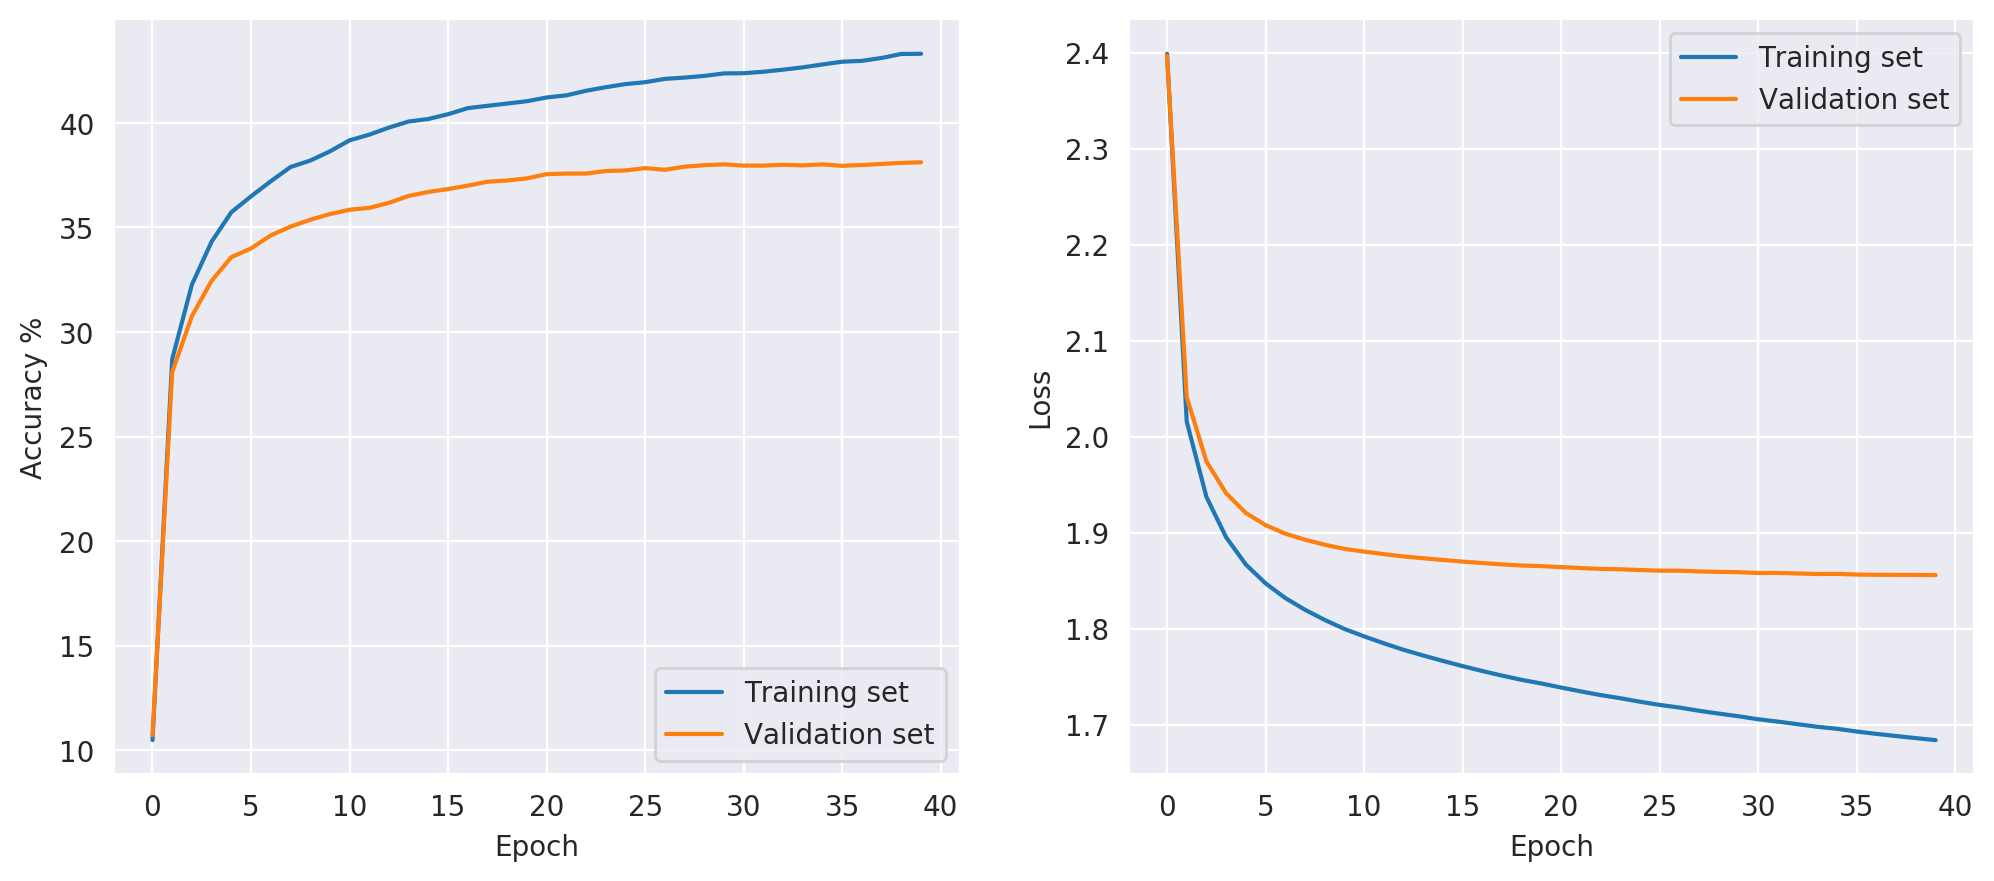 40
35
30
25
20
15
10
Accuracy %
Training set
Validation set
0 5 10 15 20 25 30 35 40
Epoch
2.4
2.3
2.2
2.1
2.0
1.9
1.8
1.7
Loss
Training set
Validation set
0 5 10 15 20 25 30 35 40
Epoch